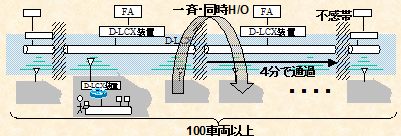 一斉・同時H/O
不感帯
FA
FA
D-LCX装置
D-LCX
D-LCX装置
4分で通過
D-LCX装置
・・・・
100車両以上